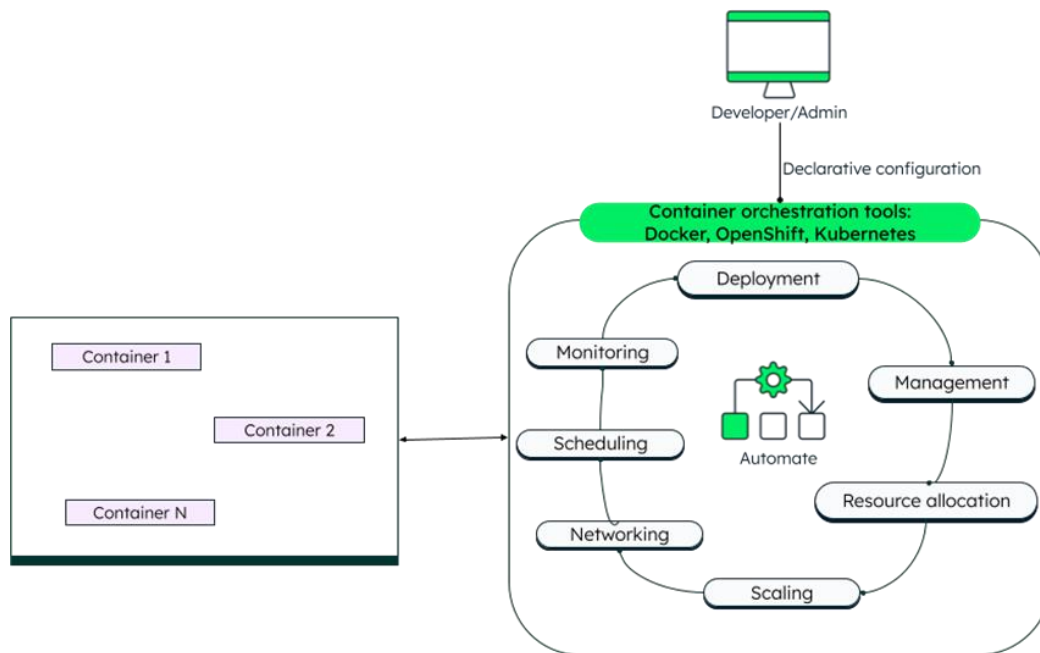 Developer/Admin
Declarative configuration
Container orchestration tools:
Docker, OpenShift, Kubernetes
Deployment
Monitoring
Management
Scheduling
Automate
Resource allocation
Networking
Scaling
Container 1
Container 2
Container N